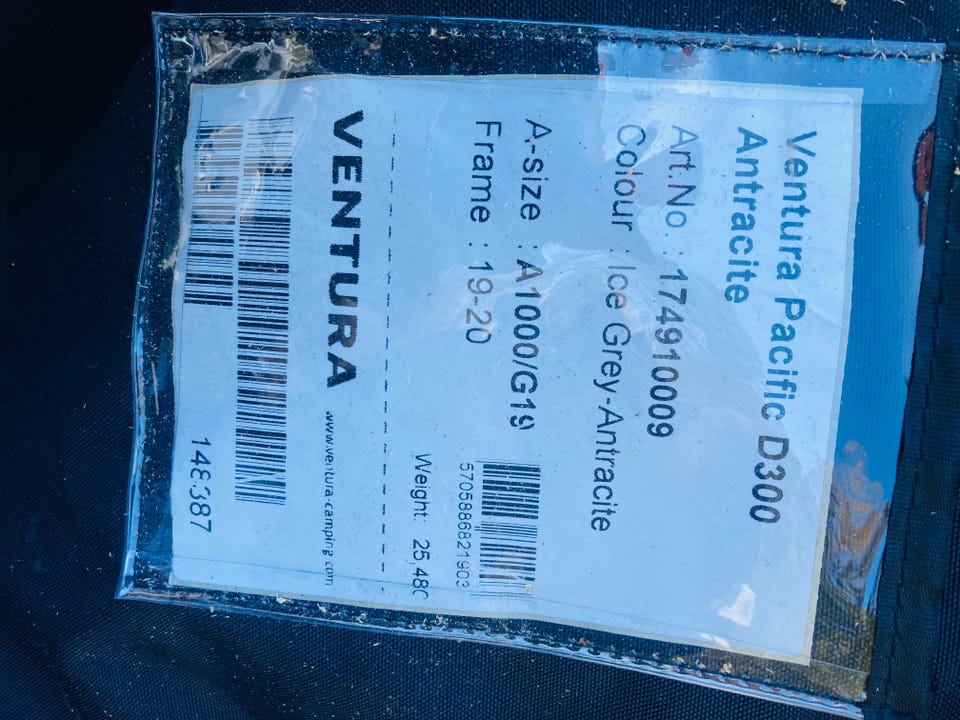 Ventura Pacific D300
Antracite
Art.No : 174910009
Colour : Ice Grey-Antracite
A-size : A1000/G19
Frame : 19-20
5705886821903
Weight: 25,480
VENTURA www.ventura-camping.com
148387